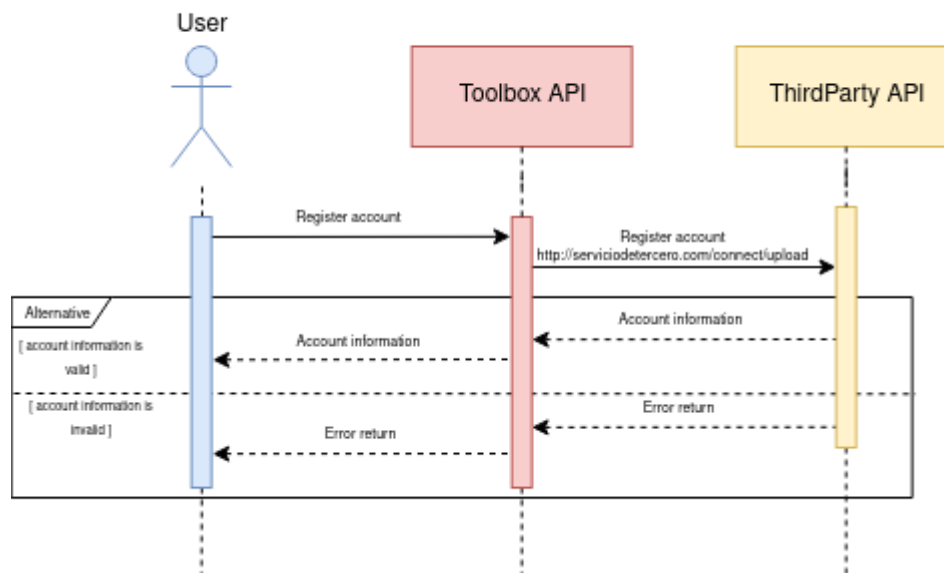 User
Toolbox API
ThirdParty API
Register account
Register account
http://serviciodetercero.com/connect/upload
Alternative
[ account information is
valid ]
Account information
Account information
[ account information is
invalid ]
Error return
Error return